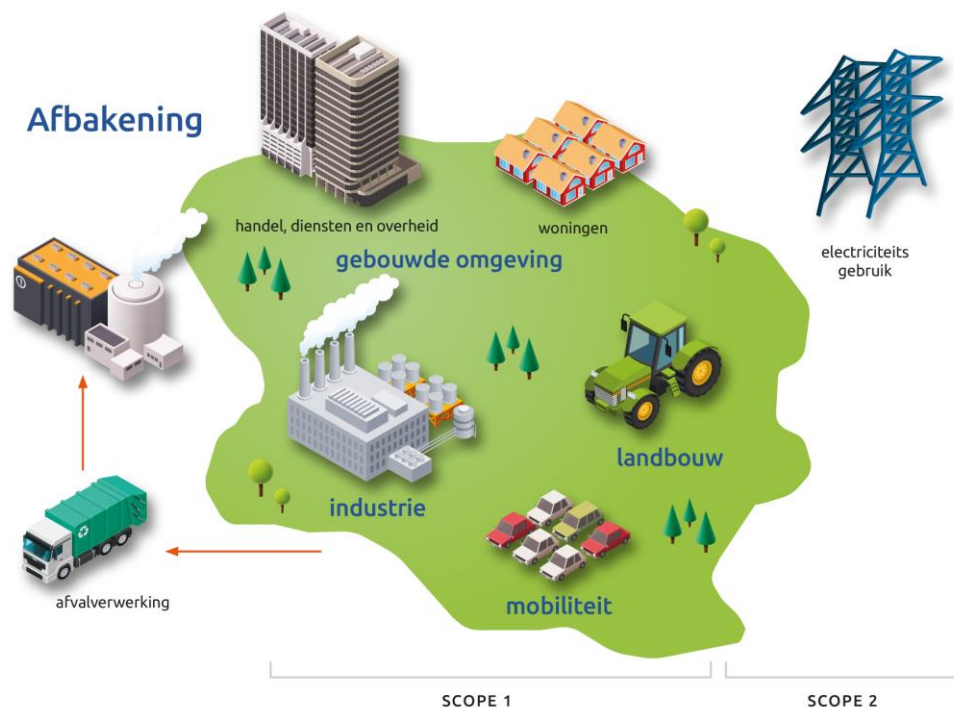 Afbakening
handel, diensten en overheid
woningen
gebouwde omgeving
electriciteits
gebruik
landbouw
industrie
mobiliteit
afvalverwerking
SCOPE 1
SCOPE 2